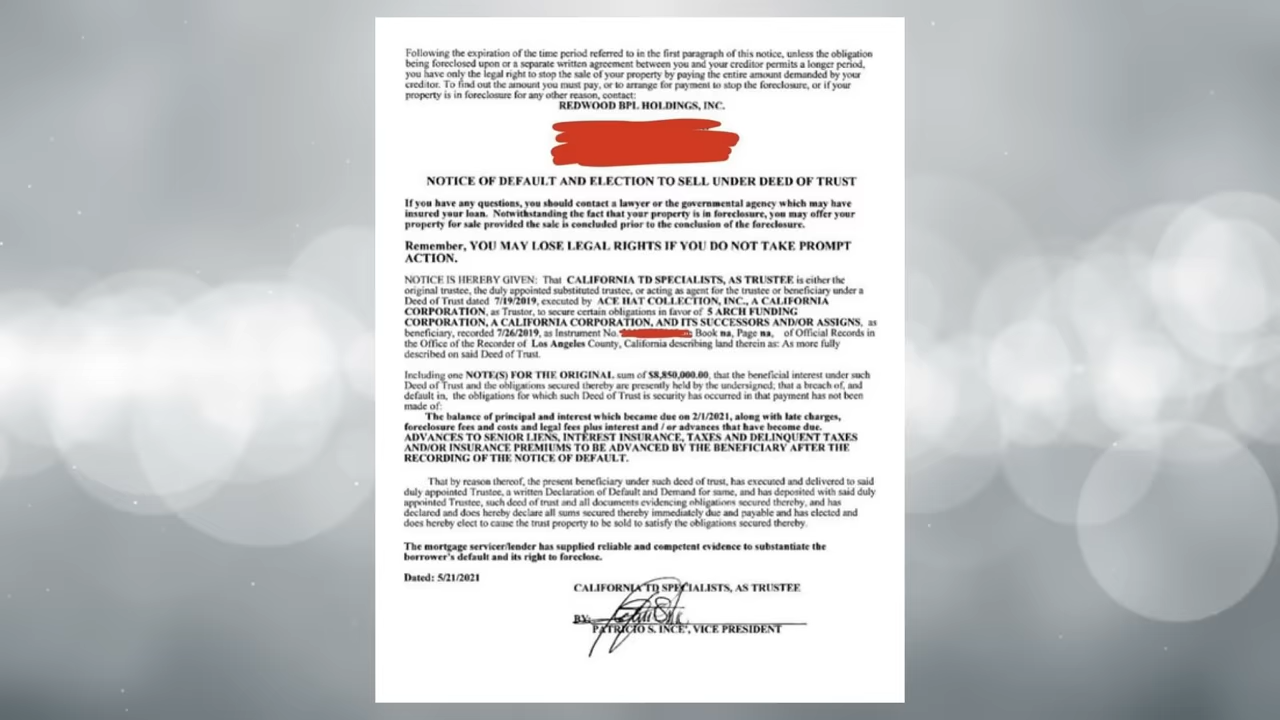 Following the expiration of the time period referred to in the first paragraph of this notice, unless the obligation
being foreclosed upon or a separate written agreement between you and your creditor permits a longer period,
you have only the legal right to stop the sale of your property by paying the entire amount demanded by your
creditor. To find out the amount you must pay, or to arrange for payment to stop the foreclosure, or if your
property is in foreclosure for any other reason, contact:
REDWOOD BPL HOLDINGS, INC.
NOTICE OF DEFAULT AND ELECTION TO SELL UNDER DEED OF TRUST
If you have any questions, you should contact a lawyer or the governmental agency which may have
insured your loan. Notwithstanding the fact that your property is in foreclosure, you may offer your
property for sale provided the sale is concluded prior to the conclusion of the foreclosure.
Remember, YOU MAY LOSE LEGAL RIGHTS IF YOU DO NOT TAKE PROMPT
ACTION.
NOTICE IS HEREBY GIVEN: That CALIFORNIA TD SPECIALISTS, AS TRUSTEE is either the
original trustee, the duly appointed substituted trustee, or acting as agent for the trustee or beneficiary under a
Deed of Trust dated 7/19/2019, executed by ACE HAT COLLECTION, INC., A CALIFORNIA
CORPORATION, as Trustor, to secure certain obligations in favor of 5 ARCH FUNDING
CORPORATION, A CALIFORNIA CORPORATION, AND ITS SUCCESSORS AND/OR ASSIGNS, as
beneficiary, recorded 7/26/2019, as Instrument No. Book na, Page na, of Official Records in
the Office of the Recorder of Los Angeles County, California describing land therein as: As more fully
described on said Deed of Trust.
Including one NOTE(S) FOR THE ORIGINAL sum of $8,850,000.00, that the beneficial interest under such
Deed of Trust and the obligations secured thereby are presently held by the undersigned; that a breach of, and
default in, the obligations for which such Deed of Trust is security has occurred in that payment has not been
made of:
The balance of principal and interest which became due on 2/1/2021, along with late charges,
foreclosure fees and costs and legal fees plus interest and / or advances that have become due.
ADVANCES TO SENIOR LIENS, INTEREST INSURANCE, TAXES AND DELINQUENT TAXES
AND/OR INSURANCE PREMIUMS TO BE ADVANCED BY THE BENEFICIARY AFTER THE
RECORDING OF THE NOTICE OF DEFAULT.
That by reason thereof, the present beneficiary under such deed of trust, has executed and delivered to said
duly appointed Trustee, a written Declaration of Default and Demand for same, and has deposited with said duly
appointed Trustee, such deed of trust and all documents evidencing obligations secured thereby, and has
declared and does hereby declare all sums secured thereby immediately due and payable and has elected and
does hereby elect to cause the trust property to be sold to satisfy the obligations secured thereby.
The mortgage servicer/lender has supplied reliable and competent evidence to substantiate the
borrower's default and its right to foreclose.
Dated: 5/21/2021
CALIFORNIA TD SPECIALISTS, AS TRUSTEE
BY:
PATRICIO S. INCE', VICE PRESIDENT